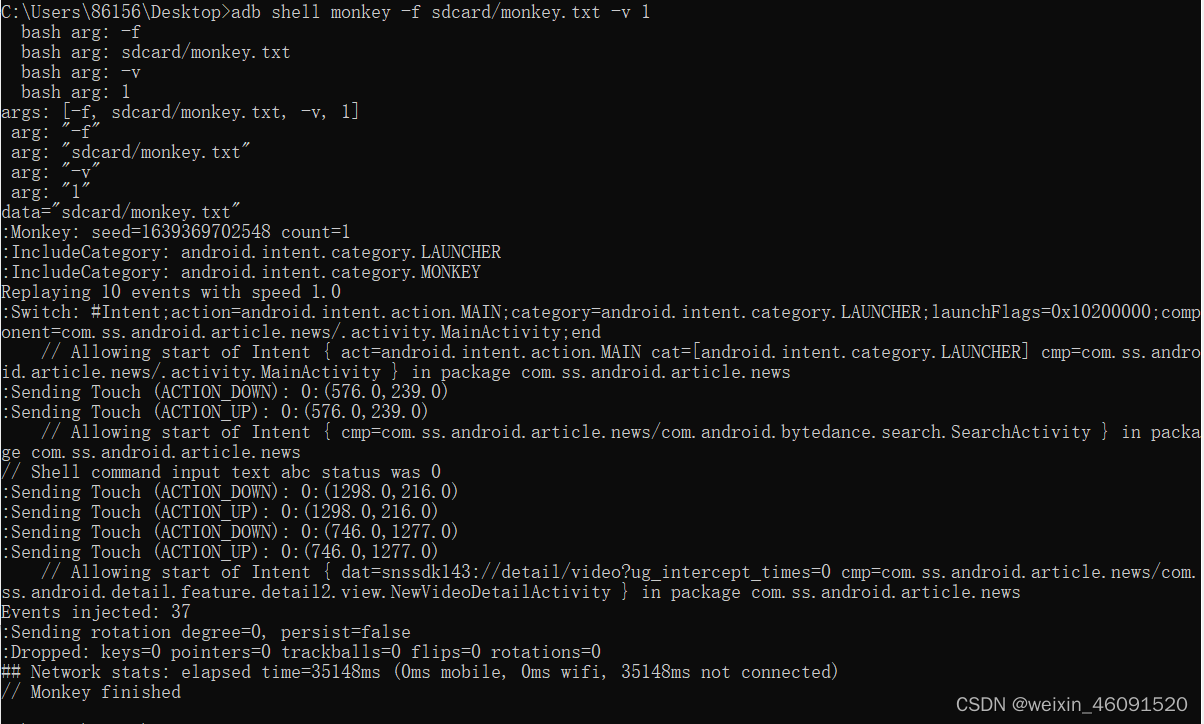 C:\Users\86156\Desktop>adb shell monkey -f sdcard/monkey.txt -v 1
  bash arg: -f
  bash arg: sdcard/monkey.txt
  bash arg: -v
  bash arg: 1
args: [-f, sdcard/monkey.txt, -v, 1]
 arg: "-f"
 arg: "sdcard/monkey.txt"
 arg: "-v"
 arg: "1"
data="sdcard/monkey.txt"
:Monkey: seed=1639369702548 count=1
:IncludeCategory: android.intent.category.LAUNCHER
:IncludeCategory: android.intent.category.MONKEY
Replaying 10 events with speed 1.0
:Switch: #Intent;action=android.intent.action.MAIN;category=android.intent.category.LAUNCHER;launchFlags=0x10200000;comp
onent=com.ss.android.article.news/.activity.MainActivity;end
    // Allowing start of Intent { act=android.intent.action.MAIN cat=[android.intent.category.LAUNCHER] cmp=com.ss.andro
id.article.news/.activity.MainActivity } in package com.ss.android.article.news
:Sending Touch (ACTION_DOWN): 0:(576.0,239.0)
:Sending Touch (ACTION_UP): 0:(576.0,239.0)
    // Allowing start of Intent { cmp=com.ss.android.article.news/com.android.bytedance.search.SearchActivity } in packa
ge com.ss.android.article.news
// Shell command input text abc status was 0
:Sending Touch (ACTION_DOWN): 0:(1298.0,216.0)
:Sending Touch (ACTION_UP): 0:(1298.0,216.0)
:Sending Touch (ACTION_DOWN): 0:(746.0,1277.0)
:Sending Touch (ACTION_UP): 0:(746.0,1277.0)
    // Allowing start of Intent { dat=snssdk143://detail/video?ug_intercept_times=0 cmp=com.ss.android.article.news/com.
ss.android.detail.feature.detail2.view.NewVideoDetailActivity } in package com.ss.android.article.news
Events injected: 37
:Sending rotation degree=0, persist=false
:Dropped: keys=0 pointers=0 trackballs=0 flips=0 rotations=0
## Network stats: elapsed time=35148ms (0ms mobile, 0ms wifi, 35148ms not connected)
// Monkey finished
CSDN @weixin_46091520